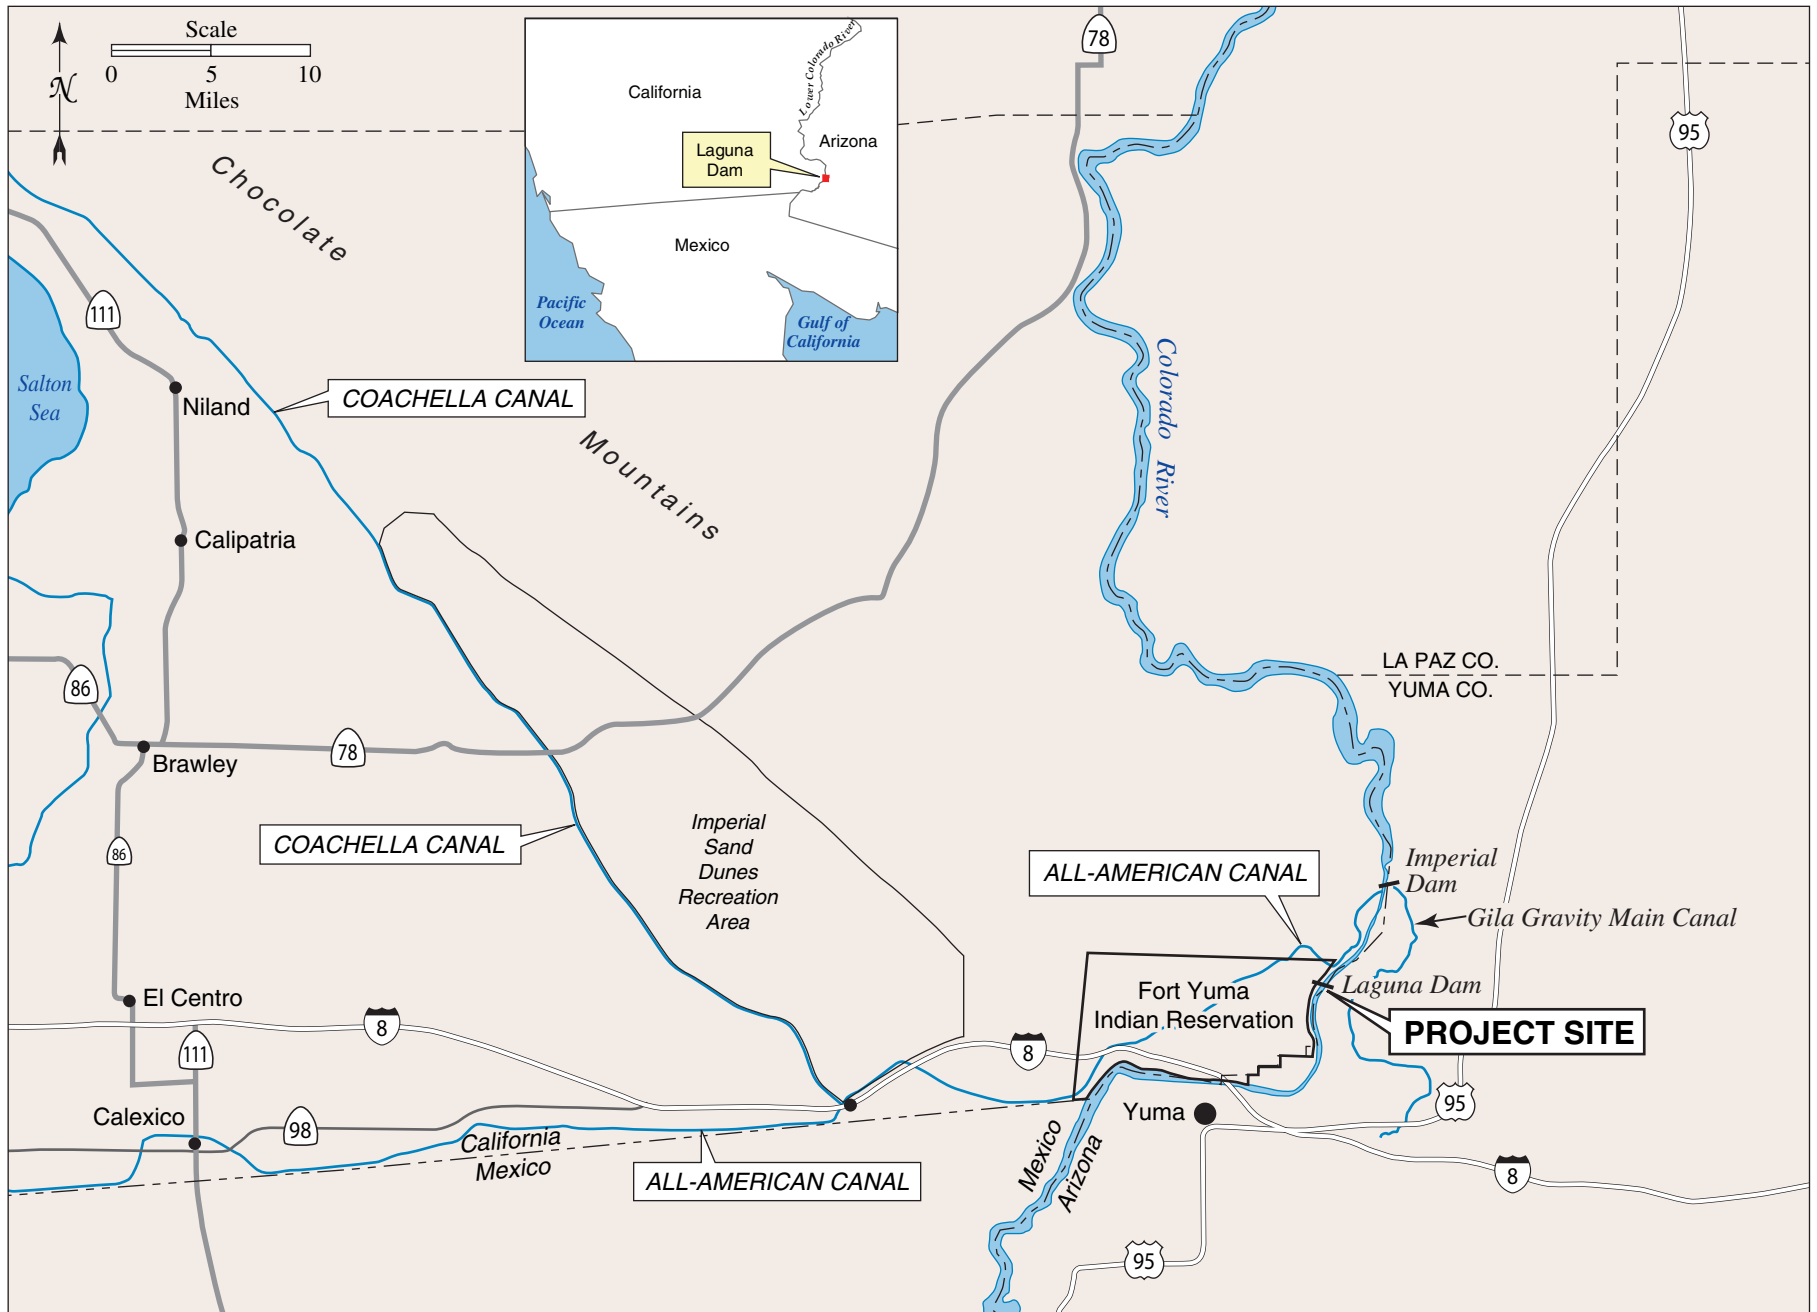 Scale
0 5 10
Miles
N
California
Lower Colorado River
Arizona
Laguna
Dam
Mexico
Pacific
Ocean
Gulf of
California
78
95
Chocolate
Mountains
111
Salton
Sea
Niland
COACHELLA CANAL
Colorado River
Calipatria
86
Brawley
78
LA PAZ CO.
YUMA CO.
COACHELLA CANAL
86
Imperial
Sand
Dunes
Recreation
Area
ALL-AMERICAN CANAL
Imperial
Dam
Gila Gravity Main Canal
Laguna Dam
Fort Yuma
Indian Reservation
PROJECT SITE
El Centro
8
111
8
Calexico
98
California
Mexico
ALL-AMERICAN CANAL
Mexico
Arizona
Yuma
95
8
95